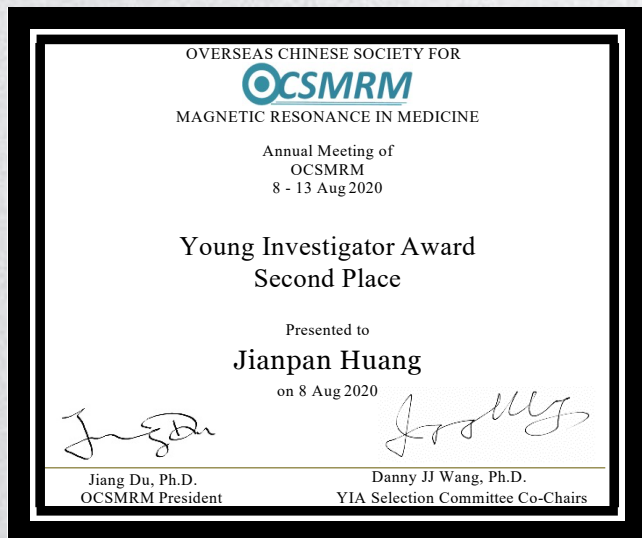 OVERSEAS CHINESE SOCIETY FOR
OCSMRM
MAGNETIC RESONANCE IN MEDICINE
Annual Meeting of
OCSMRM
8 - 13 Aug 2020
Young Investigator Award
Second Place
Presented to
Jianpan Huang
on 8 Aug 2020
Jiang Du, Ph.D.
OCSMRM President
Danny JJ Wang, Ph.D.
YIA Selection Committee Co-Chairs